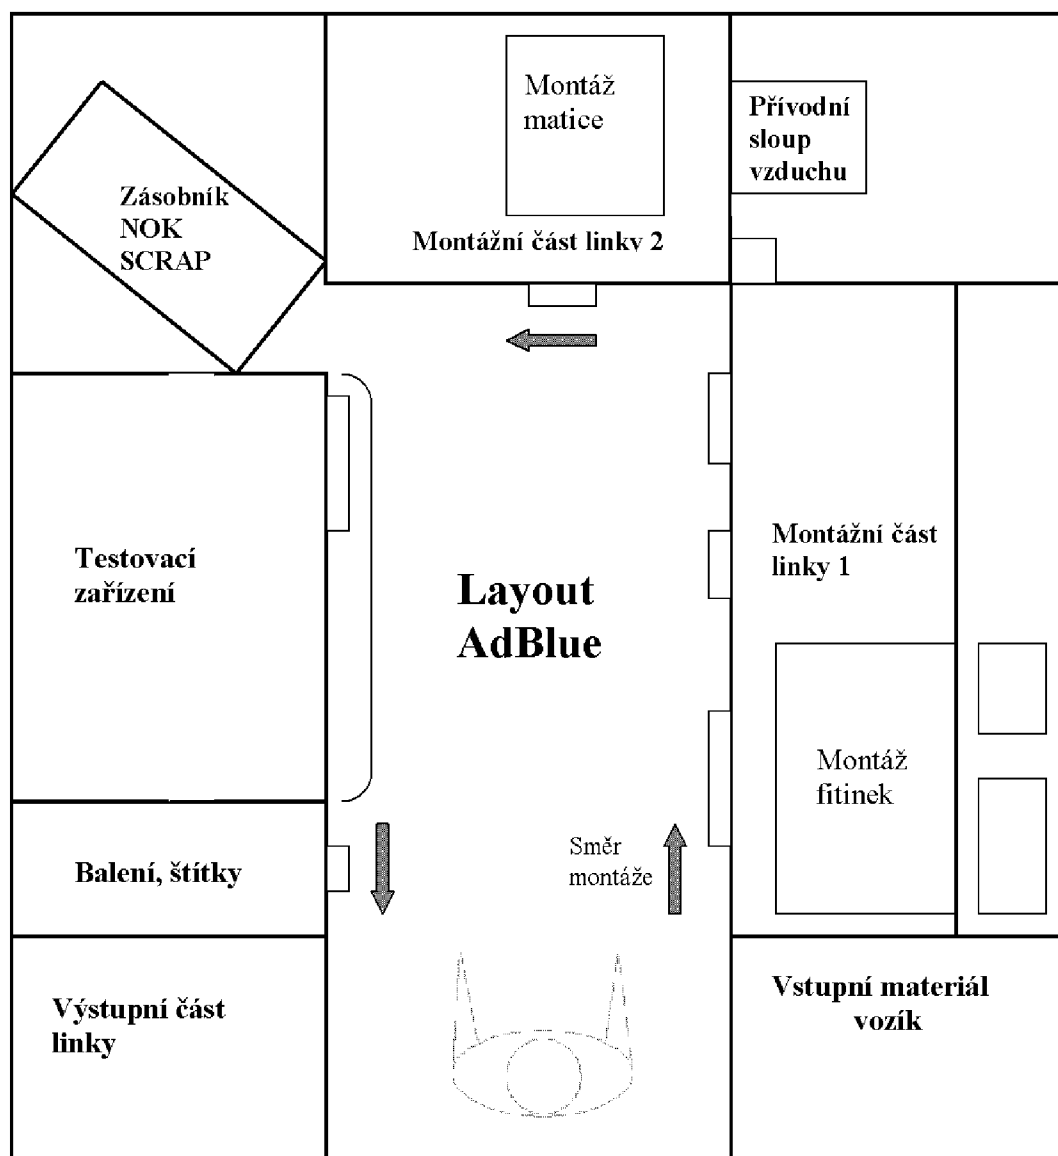 Montáž
matice
Přívodní
sloup
vzduchu
Zásobník
NOK
SCRAP
Montážní část linky 2
Testovací
zařízení
Layout
AdBlue
Montážní část
linky 1
Montáž
fitinek
Směr
montáže
Balení, štítky
Výstupní část
linky
Vstupní materiál
vozík